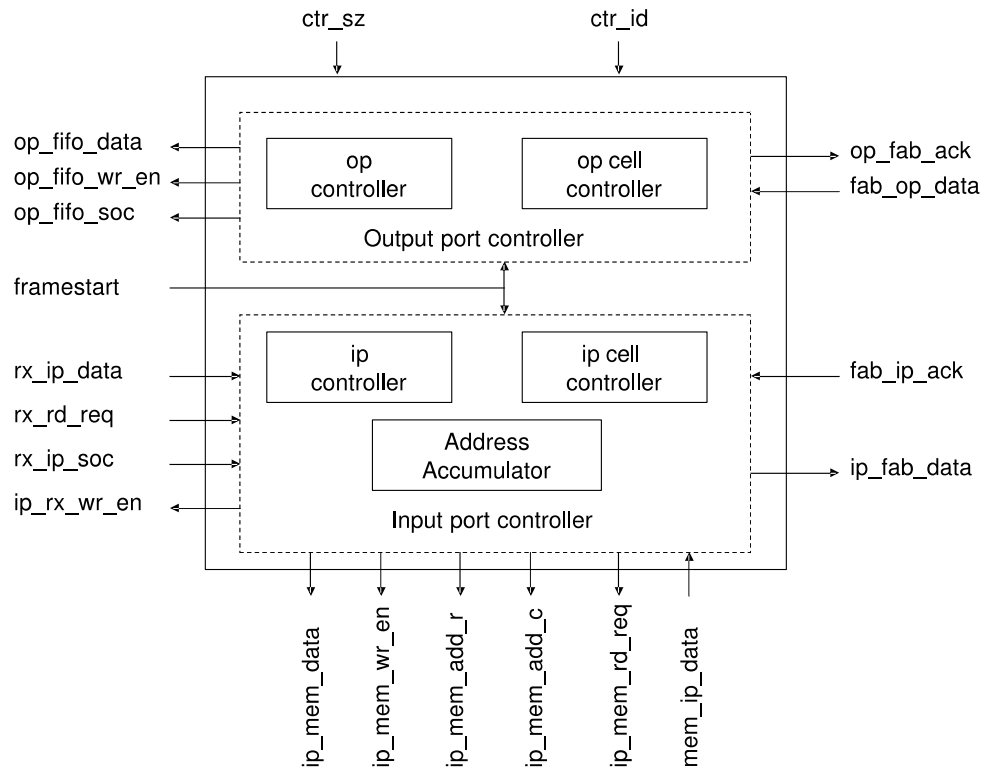 ctr_sz
ctr_id
op_fifo_data
op_fifo_wr_en
op_fifo_soc
op
controller
op cell
controller
Output port controller
op_fab_ack
fab_op_data
framestart
rx_ip_data
rx_rd_req
rx_ip_soc
ip_rx_wr_en
ip
controller
ip cell
controller
Address
Accumulator
Input port controller
fab_ip_ack
ip_fab_data
ip_mem_data
ip_mem_wr_en
ip_mem_add_r
ip_mem_add_c
ip_mem_rd_req
mem_ip_data